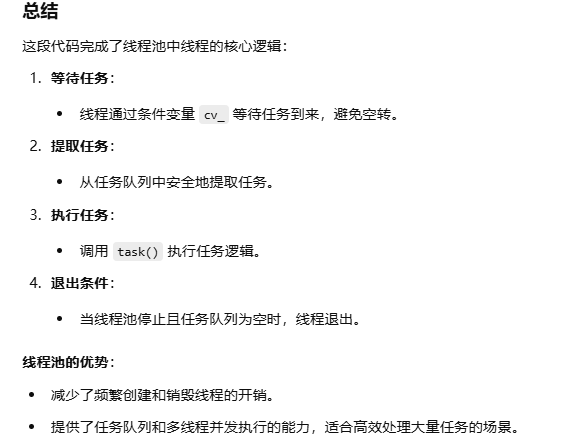 总结
这段代码完成了线程池中线程的核心逻辑：
1. 等待任务：
• 线程通过条件变量 cv_ 等待任务到来，避免空转。
2. 提取任务：
• 从任务队列中安全地提取任务。
3. 执行任务：
• 调用 task() 执行任务逻辑。
4. 退出条件：
• 当线程池停止且任务队列为空时，线程退出。
线程池的优势：
• 减少了频繁创建和销毁线程的开销。
• 提供了任务队列和多线程并发执行的能力，适合高效处理大量任务的场景。